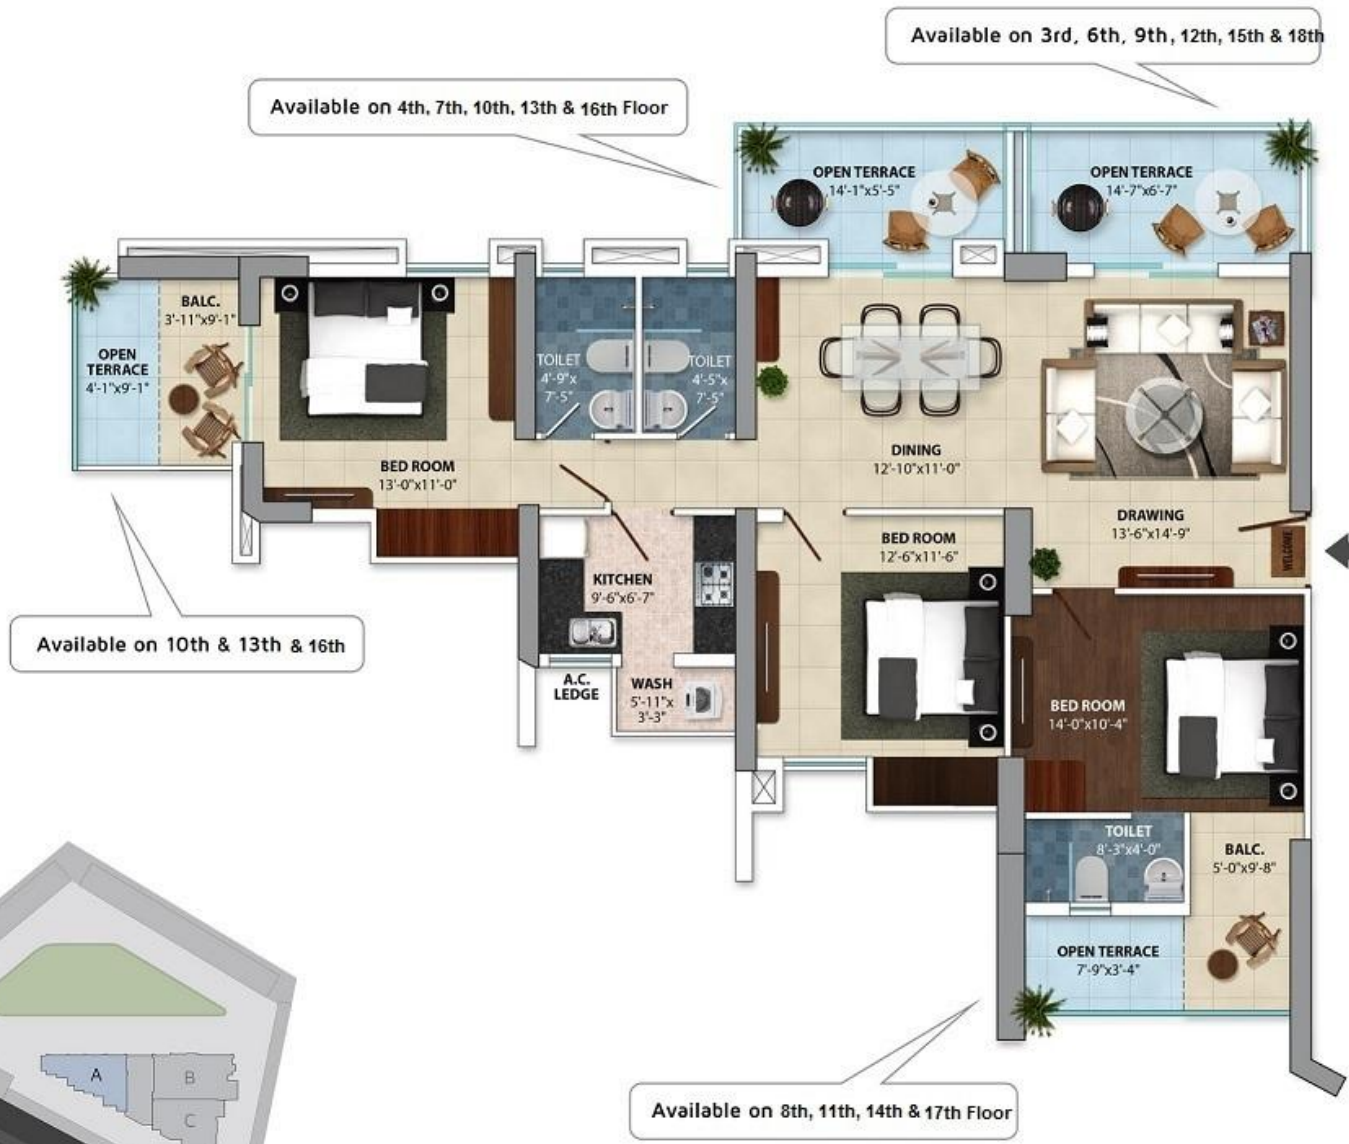 Available on 3rd, 6th, 9th, 12th, 15th & 18th
Available on 4th, 7th, 10th, 13th & 16th Floor
OPEN TERRACE
14'-1"x5'-5"
OPEN TERRACE
14'-7"x6'-7"
BALC.
3'-11"x9'-1"
OPEN
TERRACE
4'-1"x9'-1"
TOILET
4'-9"x
7'-5"
TOILET
4'-5"x
7'-5"
BED ROOM
13'-0"x11'-0"
DINING
12'-10"x11'-0"
DRAWING
13'-6"x14'-9"
WELCOME
BED ROOM
12'-6"x11'-6"
KITCHEN
9'-6"x6'-7"
Available on 10th & 13th & 16th
A.C.
LEDGE
WASH
5'-11"x
3'-3"
BED ROOM
14'-0"x10'-4"
TOILET
8'-3"x4'-0"
BALC.
5'-0"x9'-8"
OPEN TERRACE
7'-9"x3'-4"
A
B
C
Available on 8th, 11th, 14th & 17th Floor